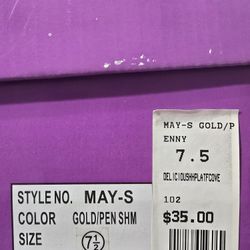 MAY-S GOLD/P
ENNY
7.5
DELICIOUSHHPLATFCOVE
102
$35.00
STYLE NO. MAY-S
COLOR GOLD/PEN SHM
SIZE 7½